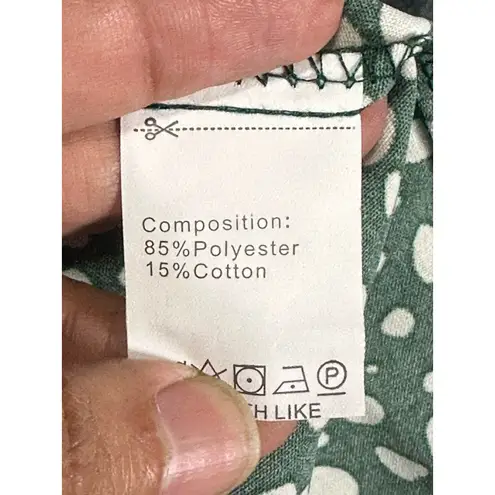 Composition:
85%Polyester
15%Cotton
P
LIKE